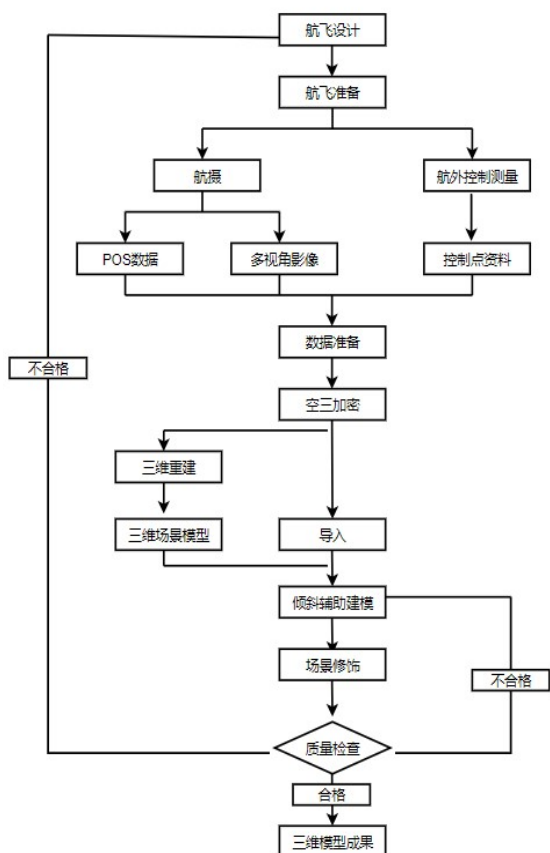 航飞设计
航飞准备
航摄
航外控制测量
POS数据
多视角影像
控制点资料
数据准备
不合格
空三加密
三维重建
三维场景模型
导入
倾斜辅助建模
场景修饰
不合格
质量检查
合格
三维模型成果